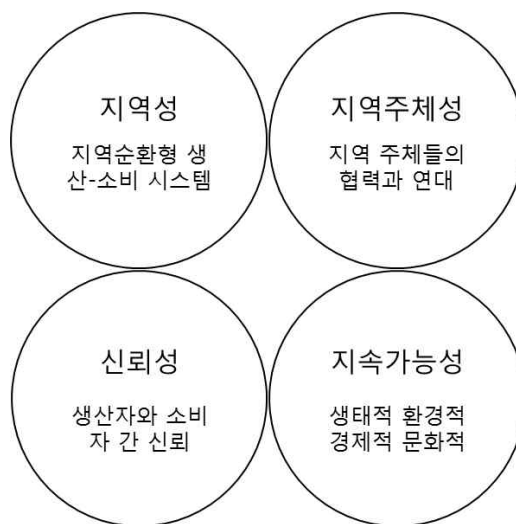 지역성
지역순환형 생
산-소비 시스템
지역주체성
지역 주체들의
협력과 연대
신뢰성
생산자와 소비
자 간 신뢰
지속가능성
생태적 환경적
경제적 문화적